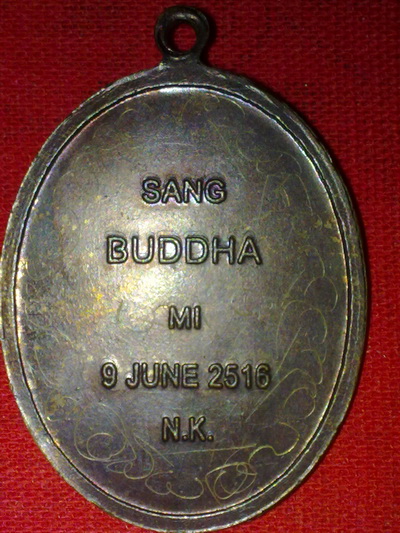 SANG
BUDDHA
MI
9 JUNE 2516
N.K.